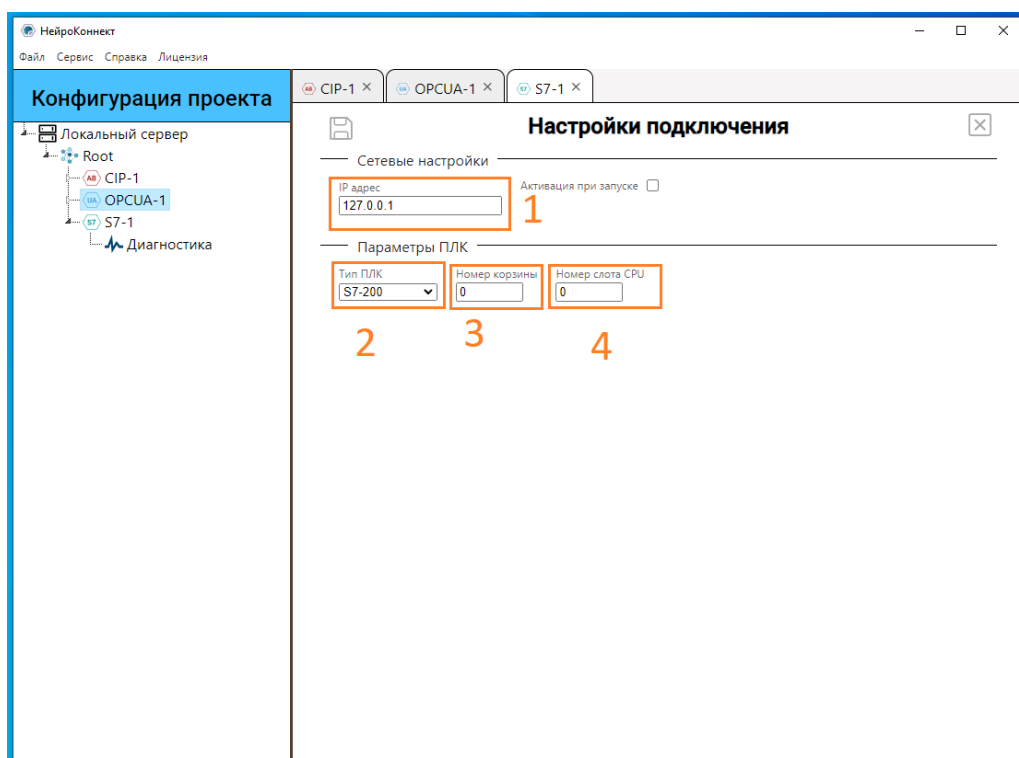 НейроКоннект
Файл Сервис Справка Лицензия
Конфигурация проекта
Локальный сервер
Root
AB CIP-1
UA OPCUA-1
S7 S7-1
Диагностика
AB CIP-1 × UA OPCUA-1 × S7 S7-1 ×
Настройки подключения
Сетевые настройки
IP адрес Активация при запуске
127.0.0.1
1
Параметры ПЛК
Тип ПЛК Номер корзины Номер слота CPU
S7-200 0 0
2 3 4